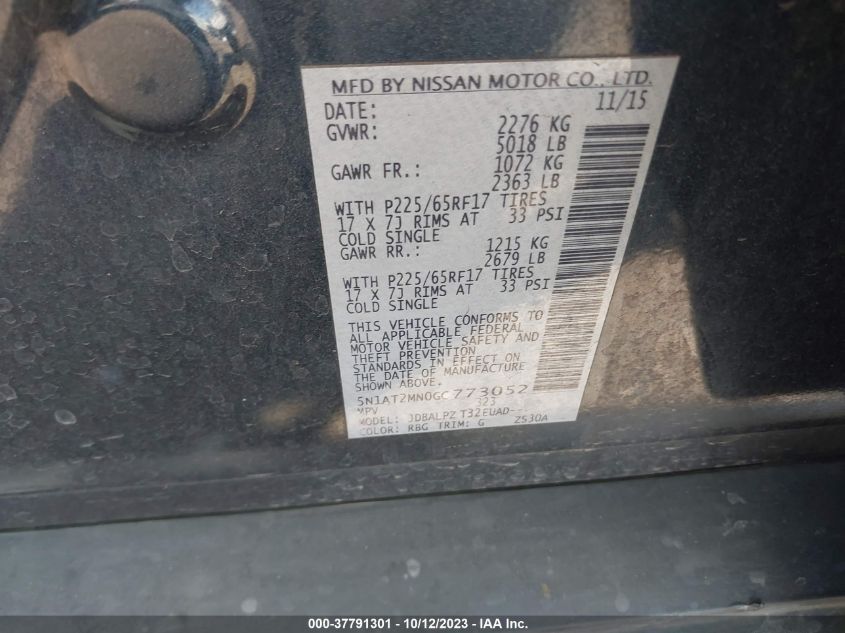 MFD BY NISSAN MOTOR CO., LTD.
DATE: 11/15
GVWR: 2276 KG
5018 LB
GAWR FR.: 1072 KG
2363 LB
WITH P225/65RF17 TIRES
17 X 7J RIMS AT 33 PSI
COLD SINGLE
GAWR RR.: 1215 KG
2679 LB
WITH P225/65RF17 TIRES
17 X 7J RIMS AT 33 PSI
COLD SINGLE
THIS VEHICLE CONFORMS TO
ALL APPLICABLE FEDERAL
MOTOR VEHICLE SAFETY AND
THEFT PREVENTION
STANDARDS IN EFFECT ON
THE DATE OF MANUFACTURE
SHOWN ABOVE.
5N1AT2MN0GC773052
MPV 323
MODEL: JDBALPZ T32EUAD-
COLOR: RBG TRIM: G ZS30A
000-37791301 - 10/12/2023 - IAAI.com